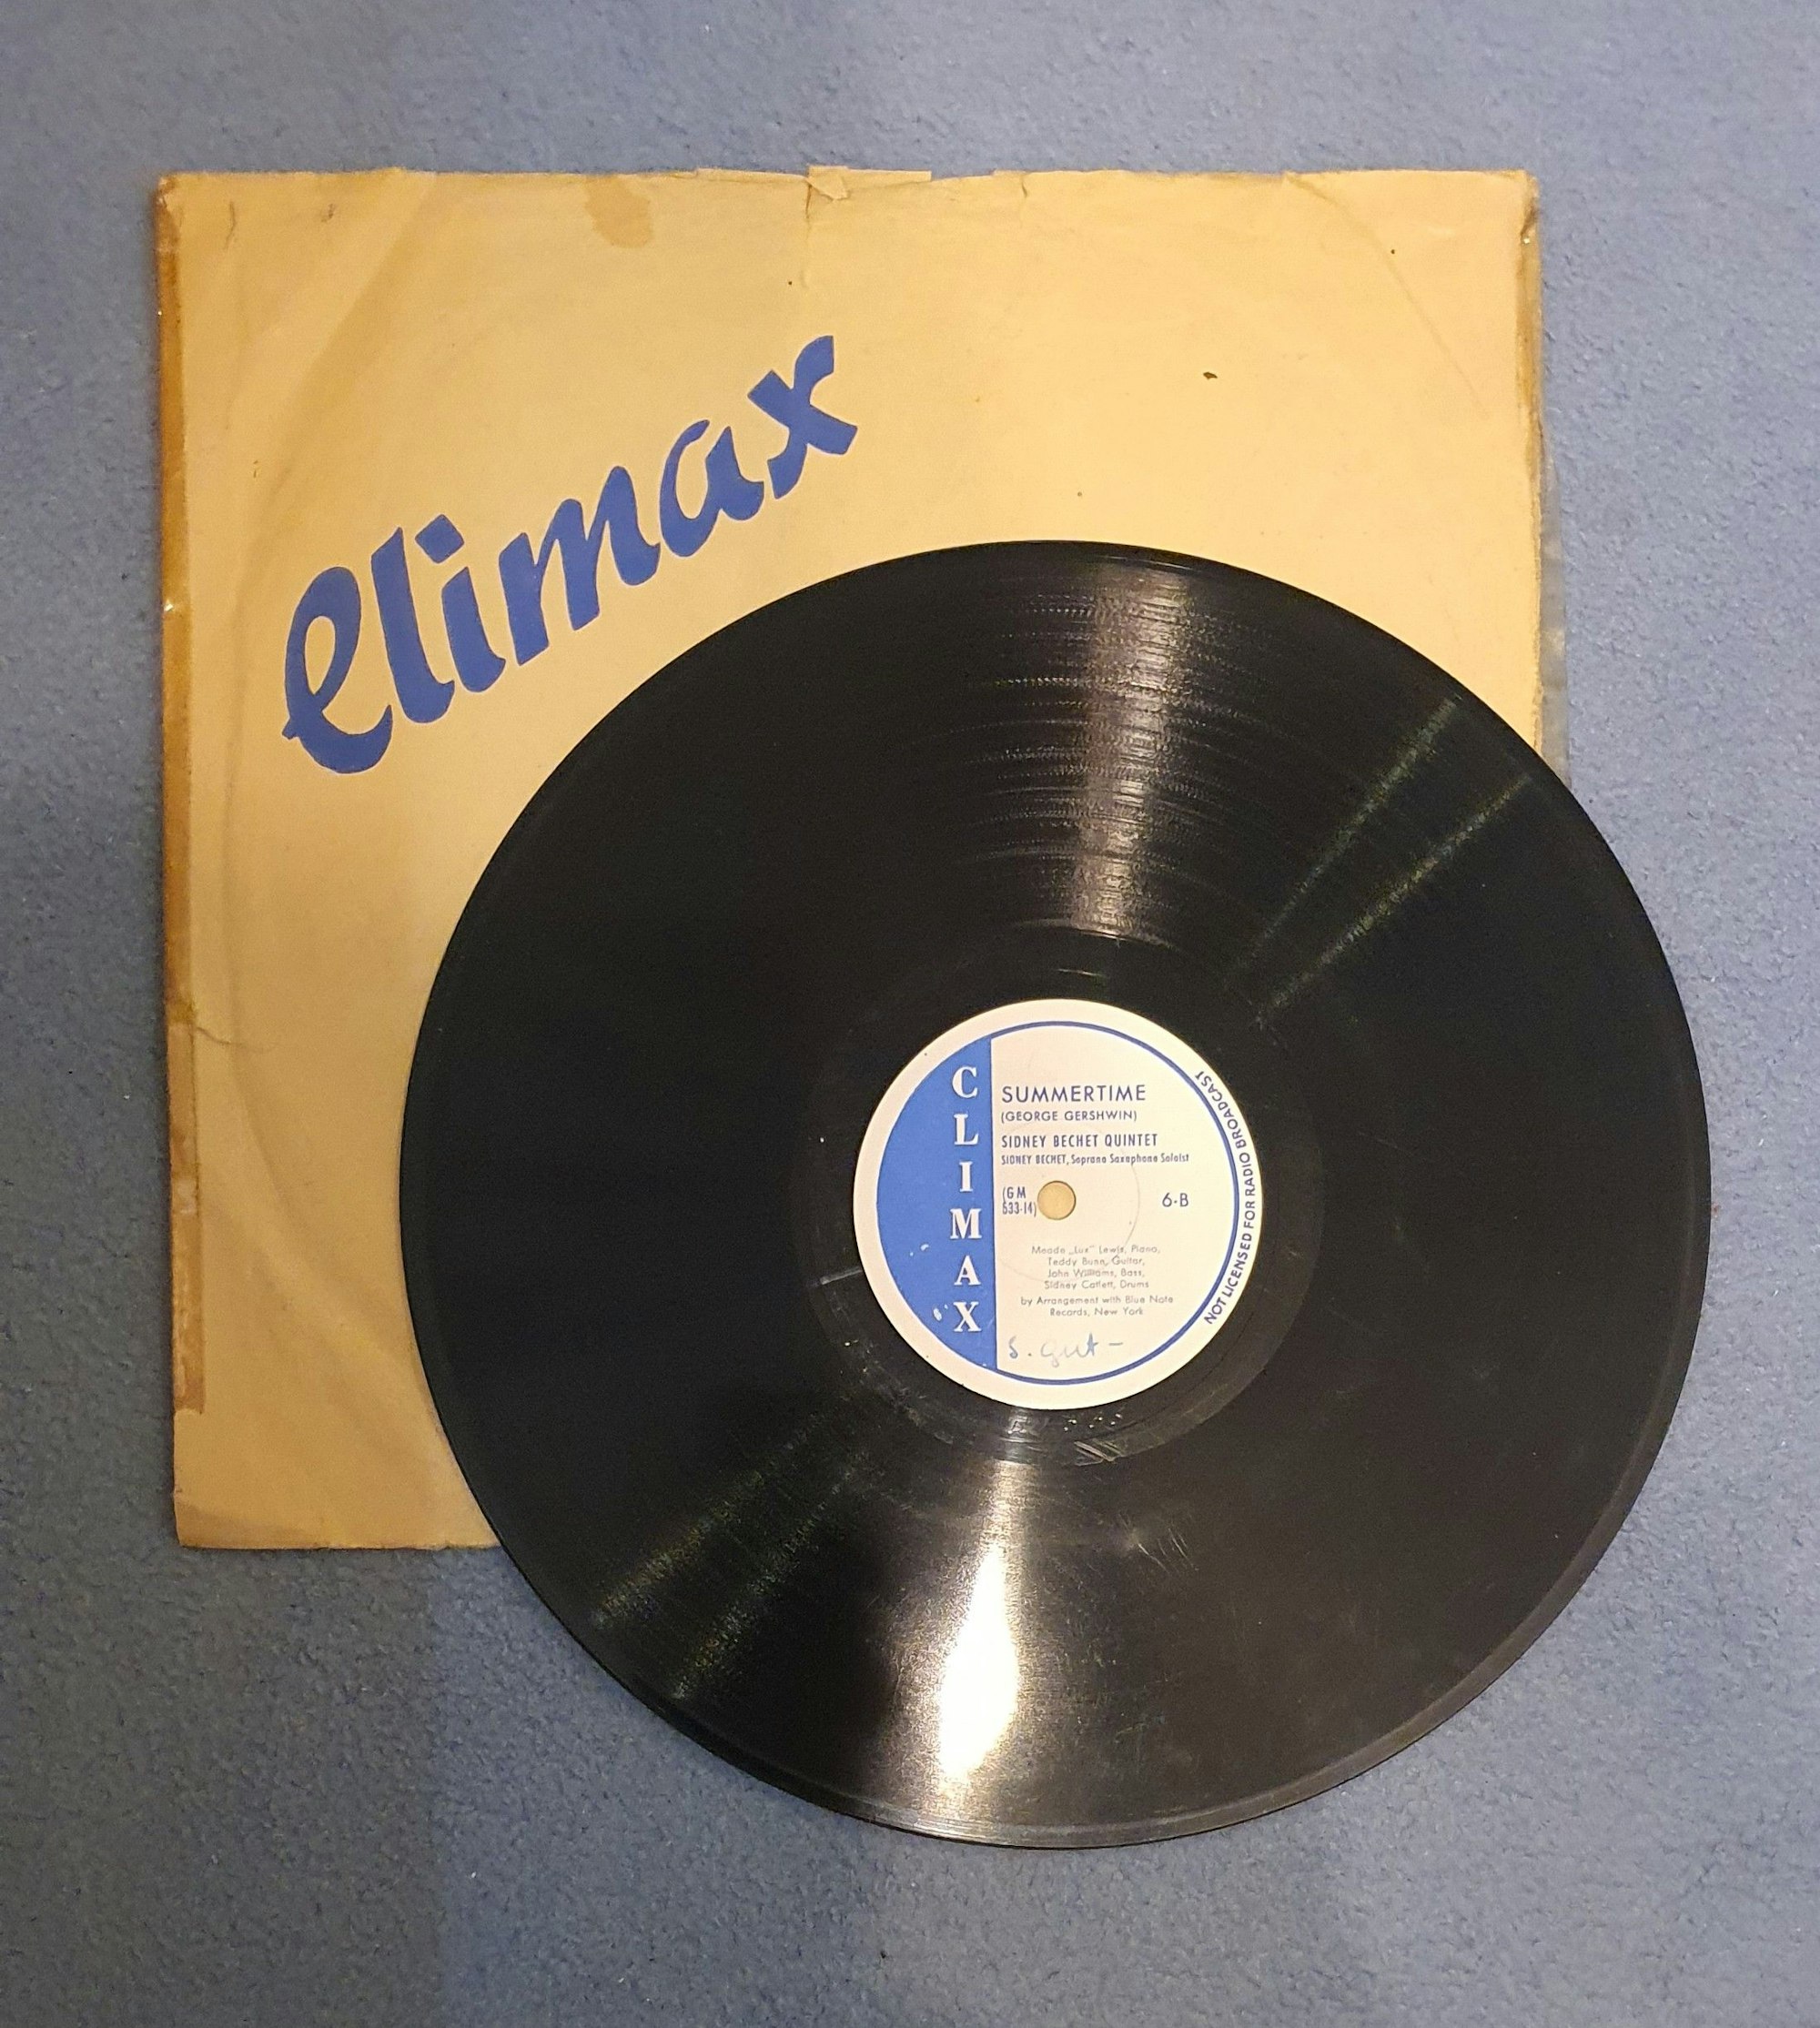 Climax
CLIMAX
SUMMERTIME
(GEORGE GERSHWIN)
SIDNEY BECHET QUINTET
SIDNEY BECHET, Soprano Saxophone Soloist
(GM
533-14)
6-B
Meade „Lux" Lewis, Piano,
Teddy Bunn, Guitar,
John Williams, Bass,
Sidney Catlett, Drums
by Arrangement with Blue Note
Records, New York
s. gut –
NOT LICENSED FOR RADIO BROADCAST